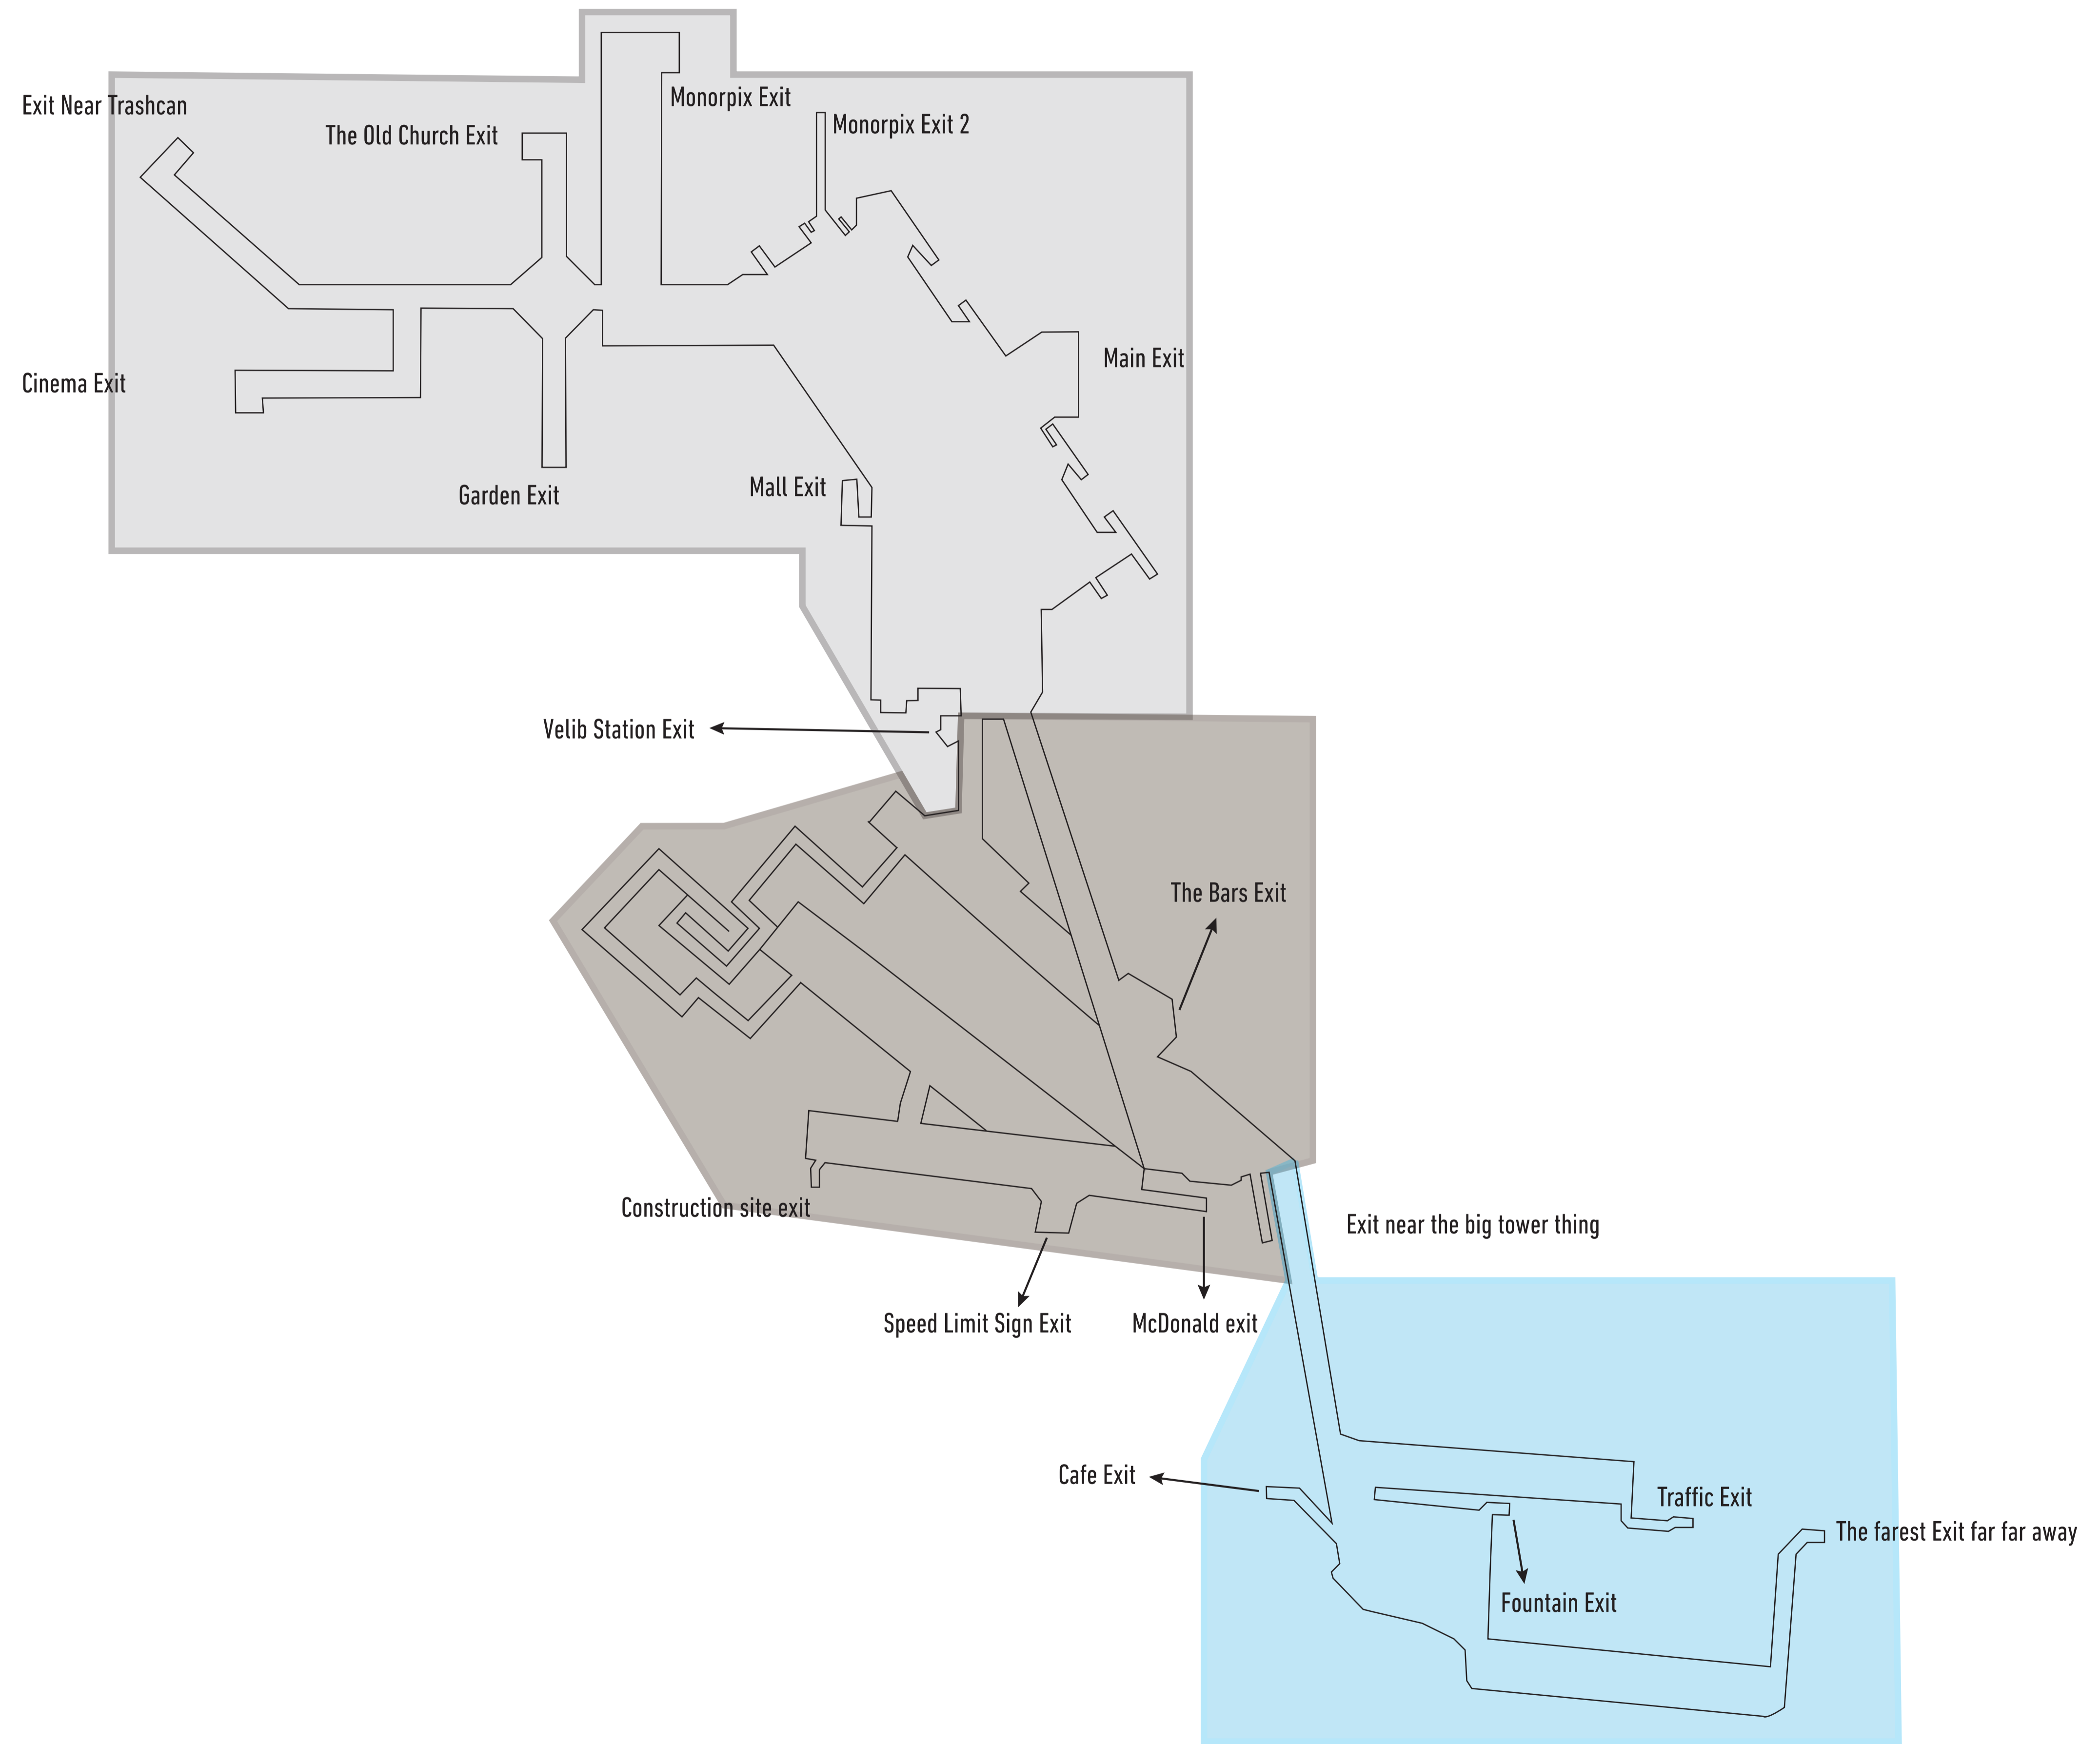 Exit Near Trashcan
The Old Church Exit
Monorpix Exit
Monorpix Exit 2
Main Exit
Cinema Exit
Garden Exit
Mall Exit
Velib Station Exit
The Bars Exit
Construction site exit
Exit near the big tower thing
Speed Limit Sign Exit
McDonald exit
Cafe Exit
Traffic Exit
The farest Exit far far away
Fountain Exit